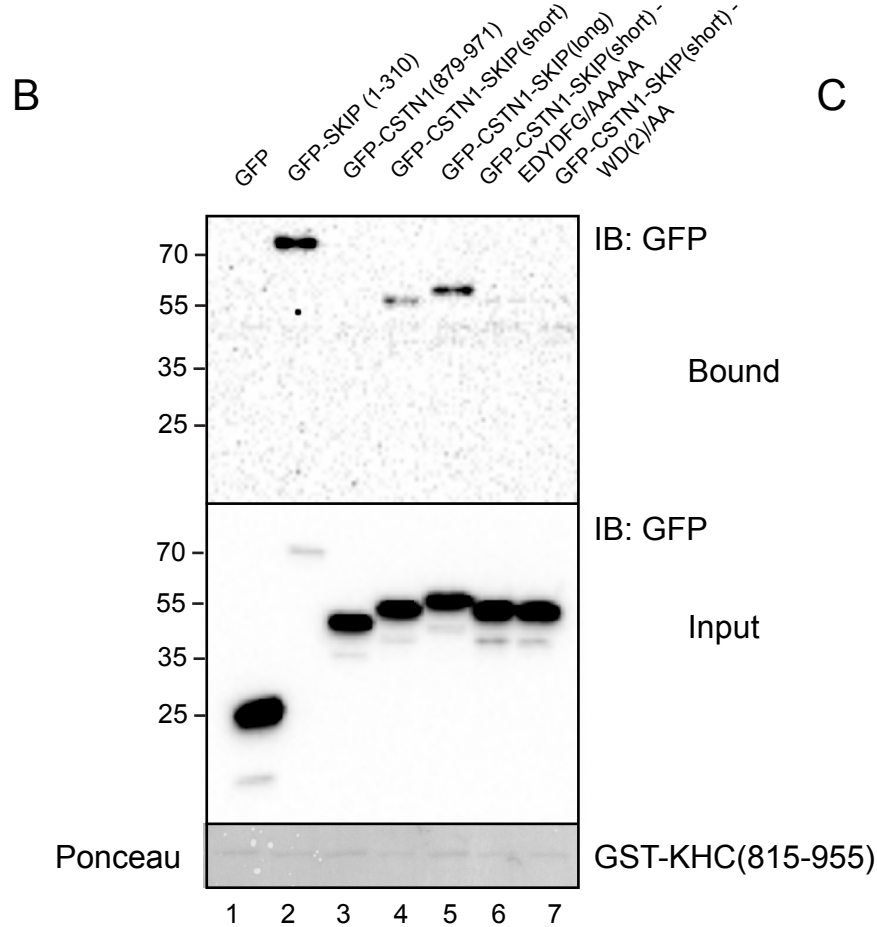 B
C
GFP
GFP-SKIP (1-310)
GFP-CSTN1(879-971)
GFP-CSTN1-SKIP(short)
GFP-CSTN1-SKIP(long)
GFP-CSTN1-SKIP(short)-
EDYDFG/AAAAA
GFP-CSTN1-SKIP(short)-
WD(2)/AA
IB: GFP
70
55
35
25
Bound
IB: GFP
70
55
35
25
Input
Ponceau
GST-KHC(815-955)
1 2 3 4 5 6 7